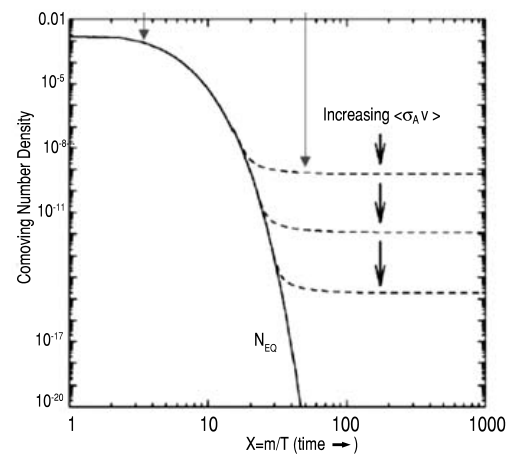 0.01
10-5
10-8
10-11
10-17
10-20
Comoving Number Density
Increasing <σA v >
NEQ
1 10 100 1000
X=m/T (time → )